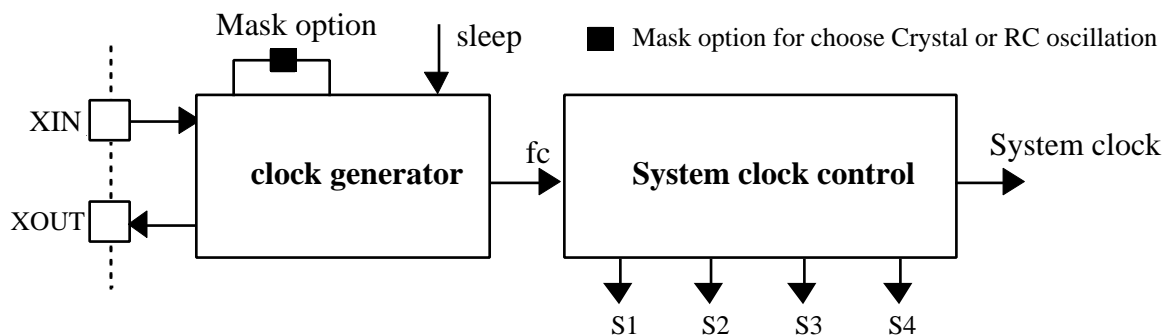 Mask option
sleep
Mask option for choose Crystal or RC oscillation
XIN
clock generator
fc
System clock control
System clock
XOUT
S1 S2 S3 S4